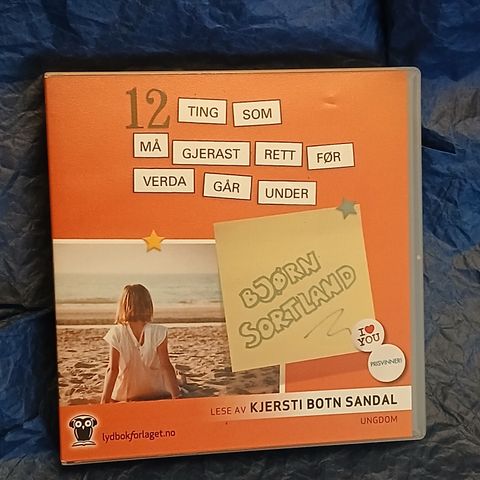 12 TING SOM
MÅ GJERAST RETT FØR
VERDA GÅR UNDER
BJØRN
SORTLAND
I ❤ YOU
PRISVINNER!
LESE AV KJERSTI BOTN SANDAL
UNGDOM
lydbokforlaget.no